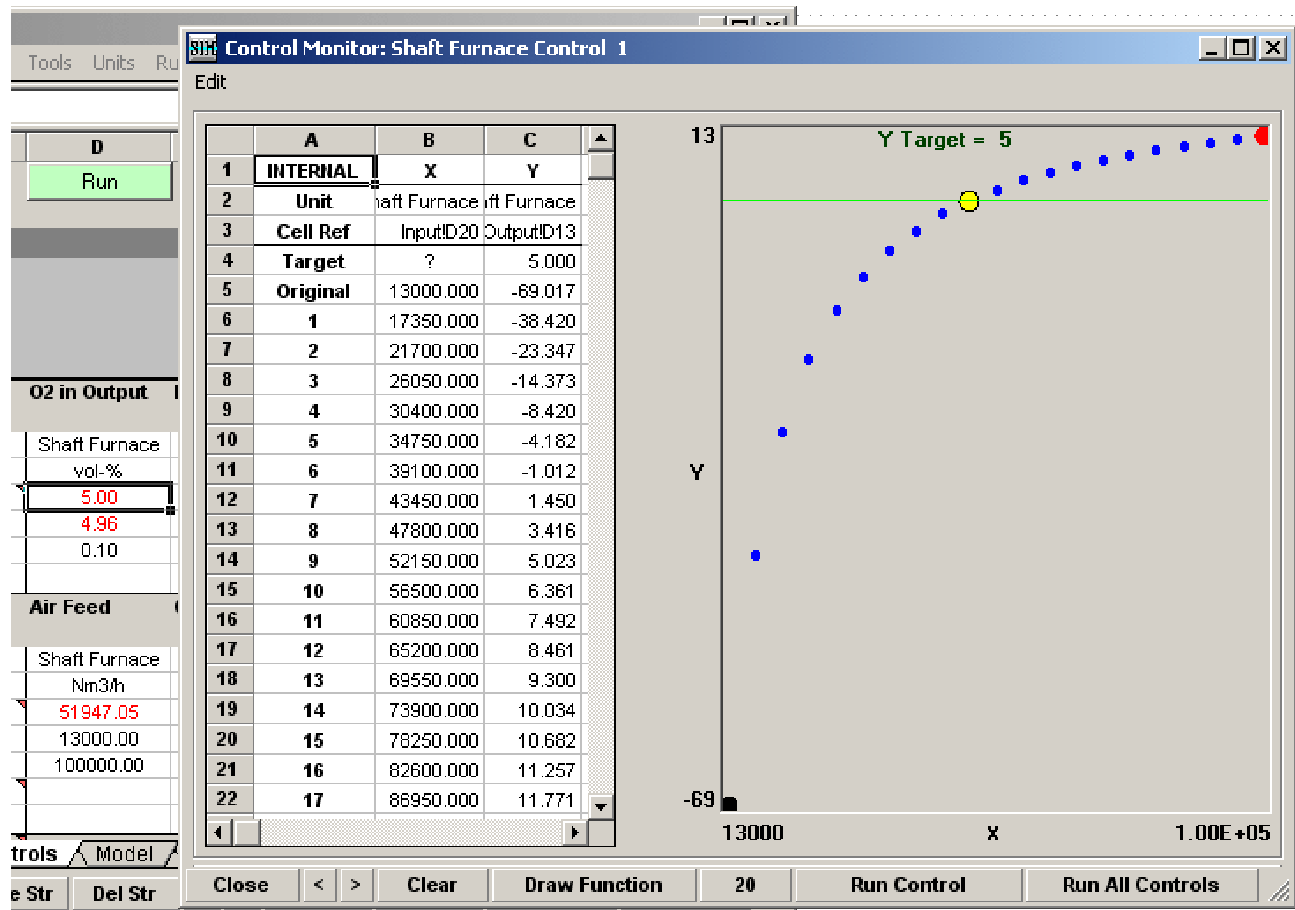 Tools Units Ru
D
Run
O2 in Output
Shaft Furnace
vol-%
5.00
4.96
0.10
Air Feed
Shaft Furnace
Nm3/h
51947.05
13000.00
100000.00
trols Model
e Str Del Str
Control Monitor: Shaft Furnace Control 1
Edit
A B C
1 INTERNAL X Y
2 Unit haft Furnace ft Furnace
3 Cell Ref Input!D20 Output!D13
4 Target ? 5.000
5 Original 13000.000 -69.017
6 1 17350.000 -38.420
7 2 21700.000 -23.347
8 3 26050.000 -14.373
9 4 30400.000 -8.420
10 5 34750.000 -4.182
11 6 39100.000 -1.012
12 7 43450.000 1.450
13 8 47800.000 3.416
14 9 52150.000 5.023
15 10 56500.000 6.361
16 11 60850.000 7.492
17 12 65200.000 8.461
18 13 69550.000 9.300
19 14 73900.000 10.034
20 15 78250.000 10.682
21 16 82600.000 11.257
22 17 86950.000 11.771
13
Y Target = 5
Y
-69
13000 X 1.00E+05
Close < > Clear Draw Function 20 Run Control Run All Controls